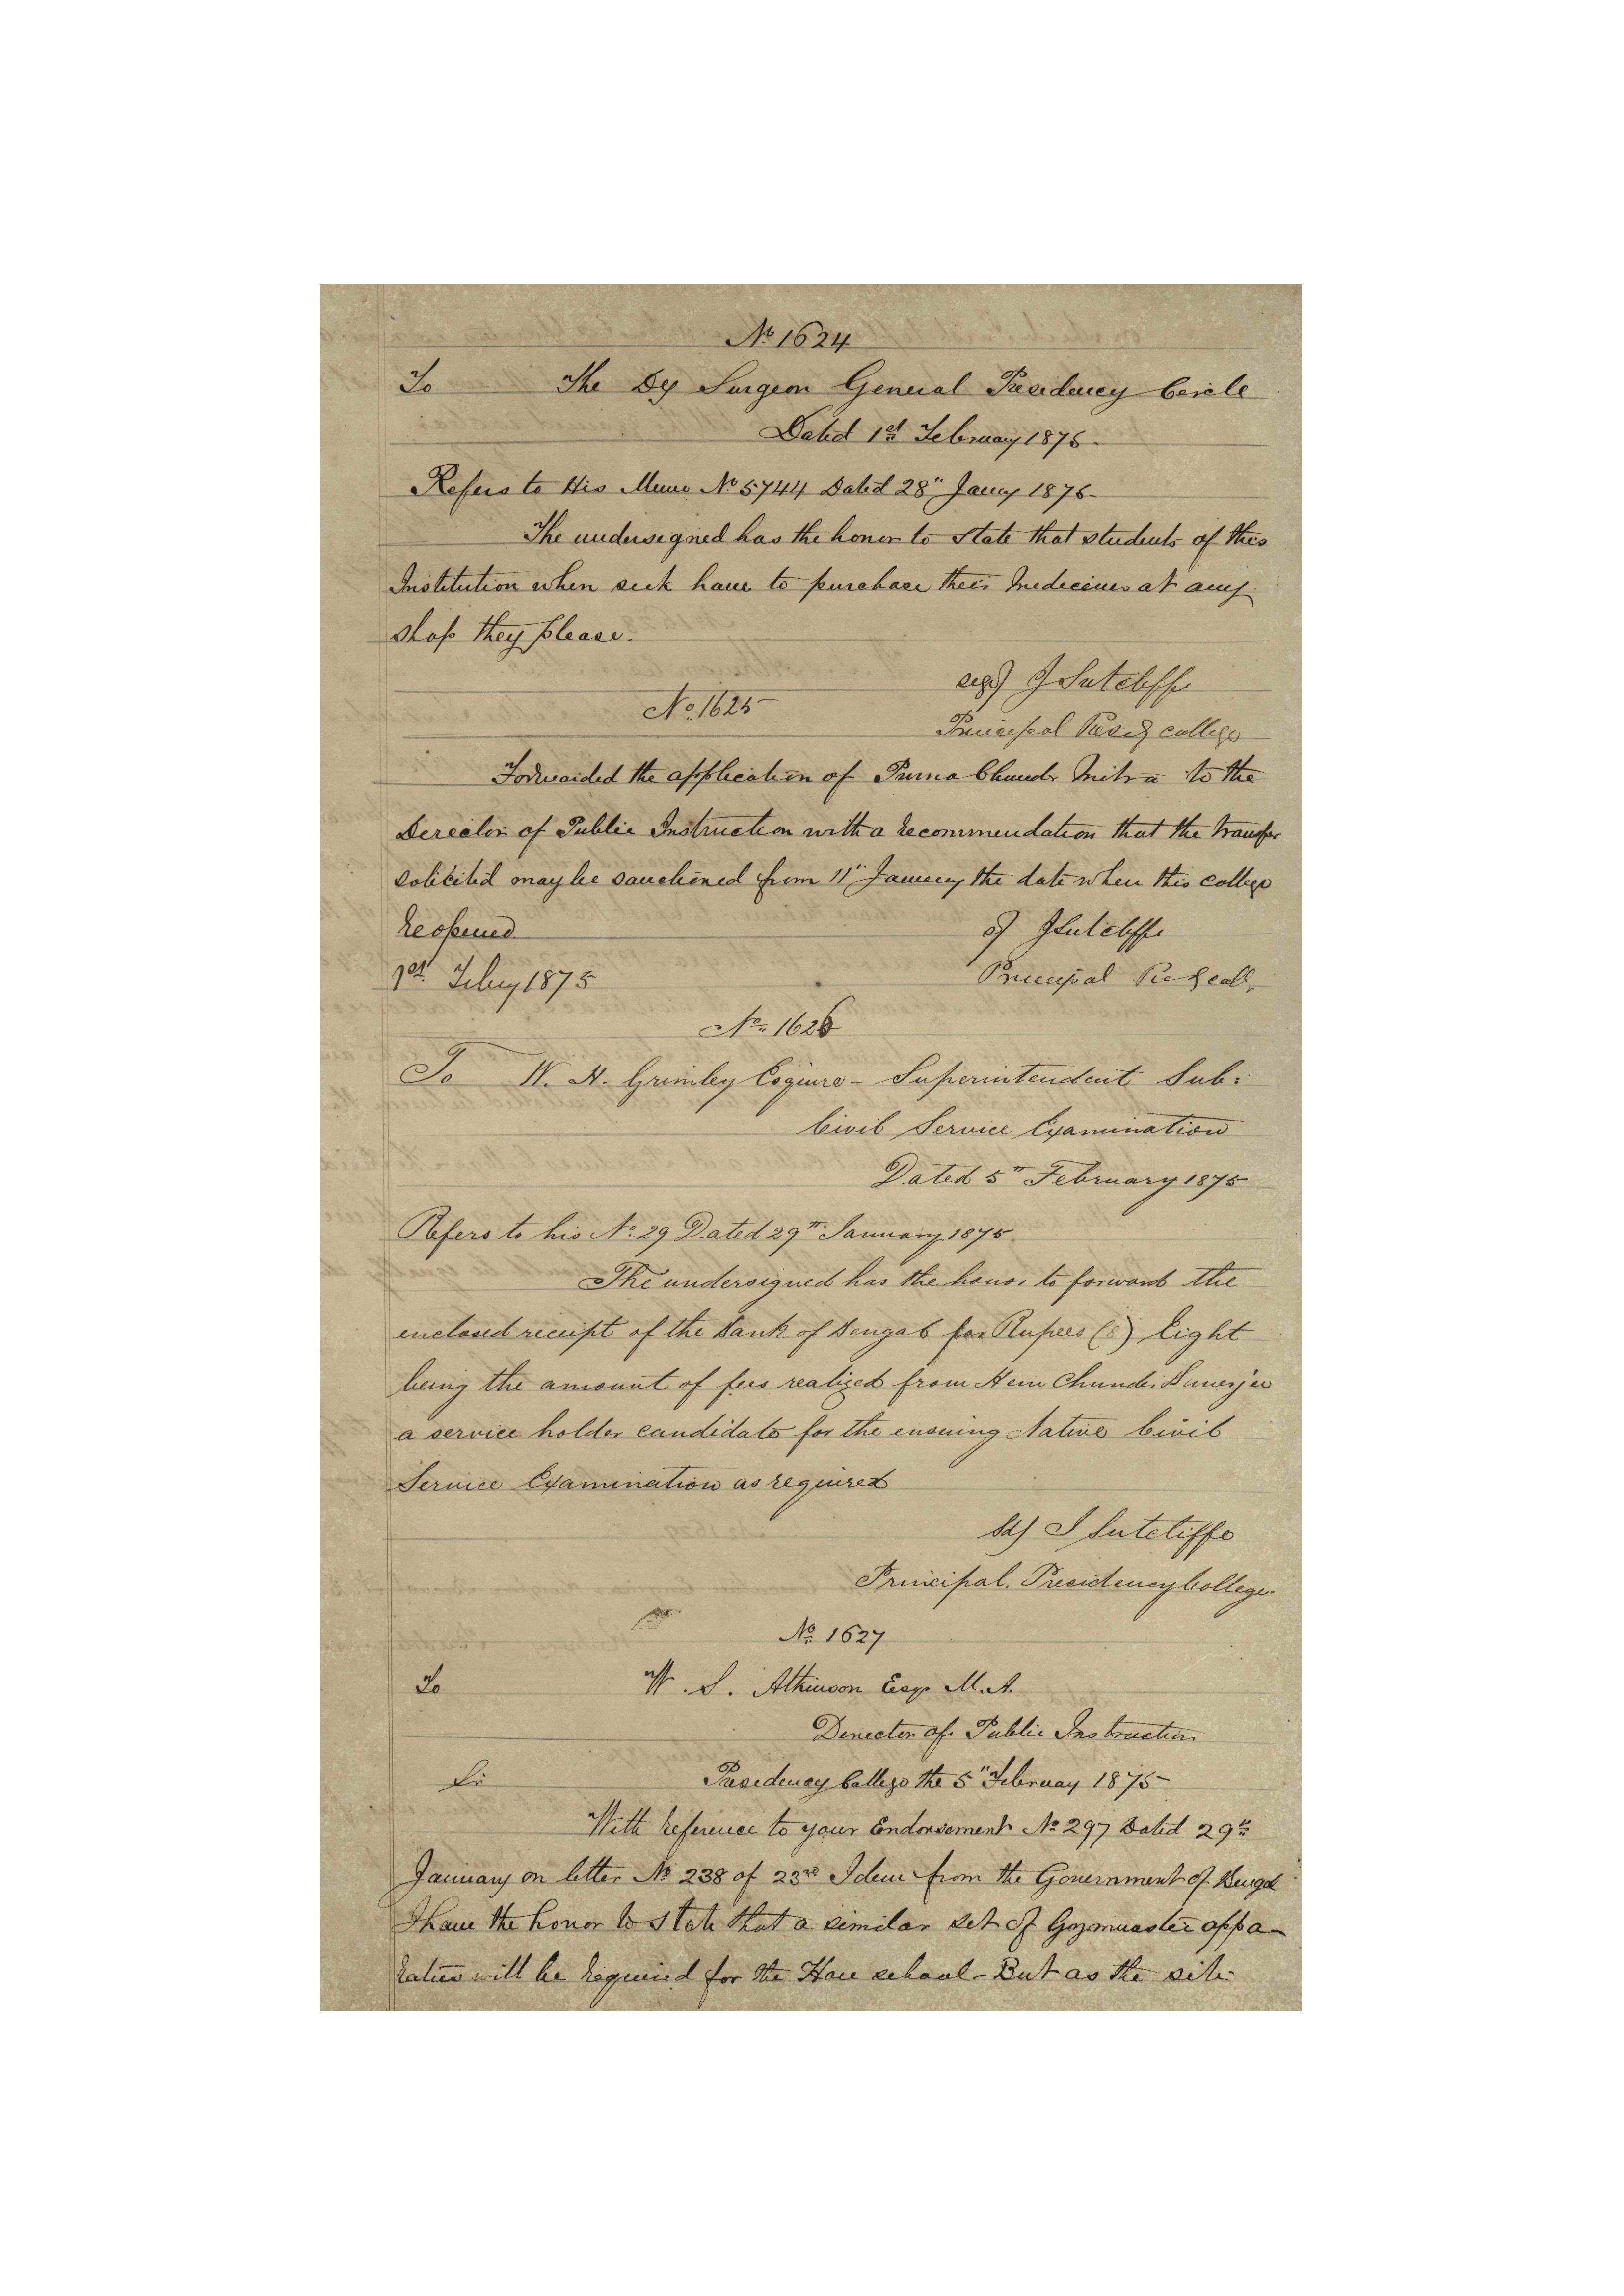 No 1624
To The Dy Surgeon General Presidency Circle
Dated 1st February 1875
Refers to His Memo No 5744 Dated 28" Jany 1875
The undersigned has the honor to state that students of this
Institution when sick have to purchase their medicines at any
shop they please.
J Sutcliffe
No. 1625
Principal Presy college
Forwarded the application of Purna Chunder Mitra to the
Director of Public Instruction with a recommendation that the transfer
solicited may be sanctioned from 11" January the date when this college
reopened
J Sutcliffe
1st Feby 1875
Principal coll.
No. 1626
To W. H. Grimley Esquire - Superintendent Sub:
Civil Service Examination
Dated 5th February 1875
Refers to his No. 29 Dated 29th January 1875.
The undersigned has the honor to forward the
enclosed receipt of the Bank of Bengal for Rupees (8) Eight
being the amount of fees realized from Hem Chunder Banerjee
a service holder candidate for the ensuing Native Civil
Service Examination as required
Sd) J Sutcliffe
Principal. Presidency College.
No. 1627
To W. S. Atkinson Esqr M.A.
Director of Public Instruction
Sir Presidency College the 5" February 1875
With reference to your Endorsement No 297 Dated 29th
January on letter No 238 of 23rd Idem from the Government of Bengal
I have the honor to state that a similar set of Gymnastic appa-
ratus will be required for the Hare school - But as the site